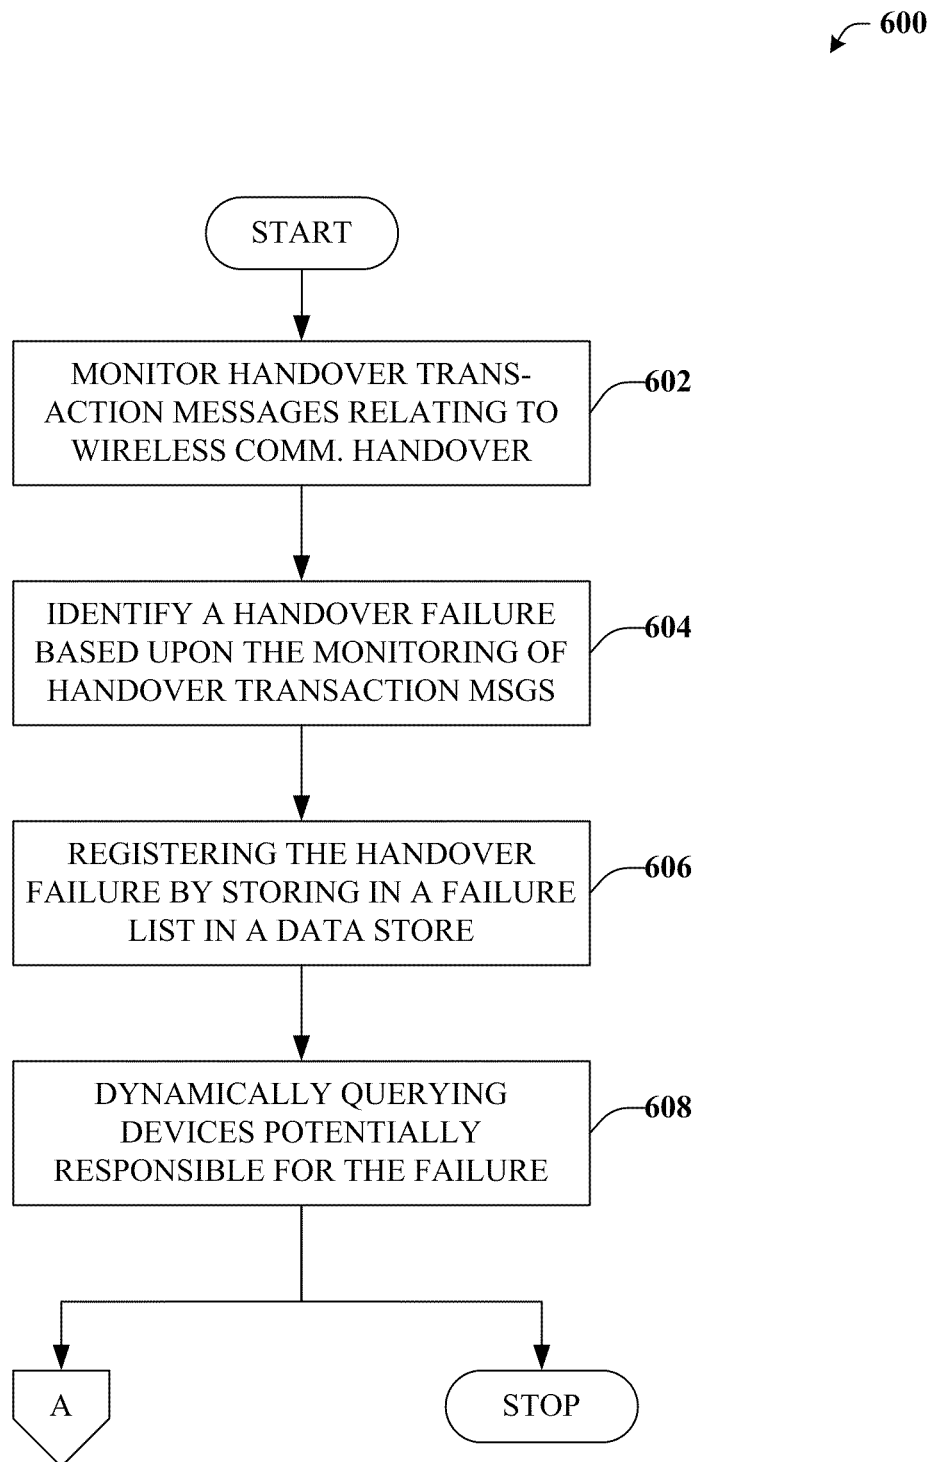 600
START
MONITOR HANDOVER TRANS-
ACTION MESSAGES RELATING TO
WIRELESS COMM. HANDOVER
602
IDENTIFY A HANDOVER FAILURE
BASED UPON THE MONITORING OF
HANDOVER TRANSACTION MSGS
604
REGISTERING THE HANDOVER
FAILURE BY STORING IN A FAILURE
LIST IN A DATA STORE
606
DYNAMICALLY QUERYING
DEVICES POTENTIALLY
RESPONSIBLE FOR THE FAILURE
608
A
STOP